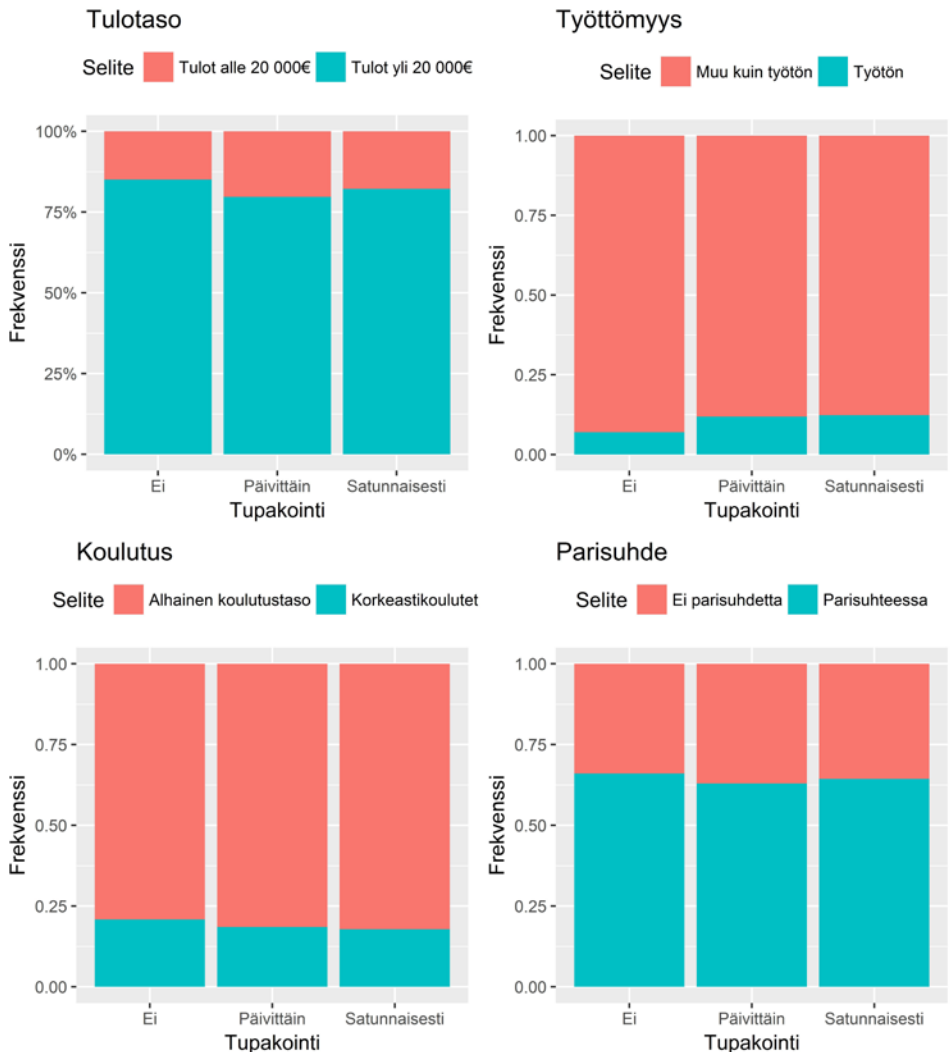 Tulotaso
Selite Tulot alle 20 000€ Tulot yli 20 000€
100%
75%
50%
25%
0%
Frekvenssi
Ei Päivittäin Satunnaisesti
Tupakointi
Työttömyys
Selite Muu kuin työtön Työtön
1.00
0.75
0.50
0.25
0.00
Frekvenssi
Ei Päivittäin Satunnaisesti
Tupakointi
Koulutus
Selite Alhainen koulutustaso Korkeastikoulutet
1.00
0.75
0.50
0.25
0.00
Frekvenssi
Ei Päivittäin Satunnaisesti
Tupakointi
Parisuhde
Selite Ei parisuhdetta Parisuhteessa
1.00
0.75
0.50
0.25
0.00
Frekvenssi
Ei Päivittäin Satunnaisesti
Tupakointi